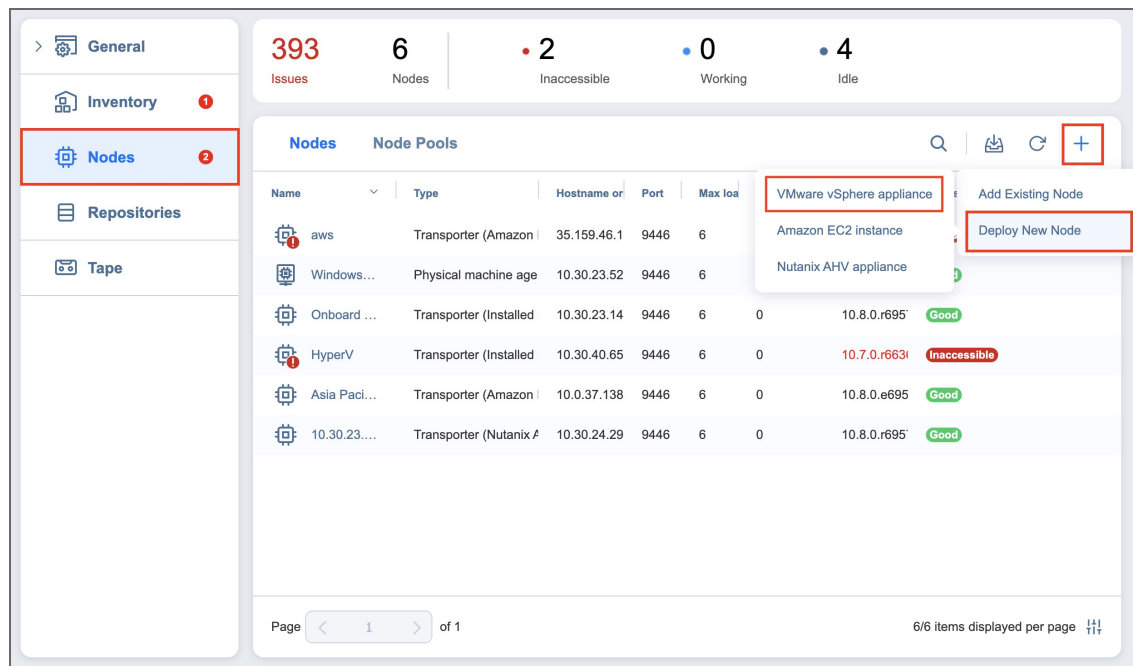 General
Inventory 1
Nodes 2
Repositories
Tape
393 6 2 0 4
Issues Nodes Inaccessible Working Idle
Nodes Node Pools
Name Type Hostname or Port Max loa
VMware vSphere appliance
Amazon EC2 instance
Nutanix AHV appliance
Add Existing Node
Deploy New Node
aws Transporter (Amazon 35.159.46.1 9446 6
Windows... Physical machine age 10.30.23.52 9446 6
Onboard ... Transporter (Installed 10.30.23.14 9446 6 0 10.8.0.r695 Good
HyperV Transporter (Installed 10.30.40.65 9446 6 0 10.7.0.r663 Inaccessible
Asia Paci... Transporter (Amazon 10.0.37.138 9446 6 0 10.8.0.e695 Good
10.30.23.... Transporter (Nutanix A 10.30.24.29 9446 6 0 10.8.0.r695 Good
Page 1 of 1
6/6 items displayed per page